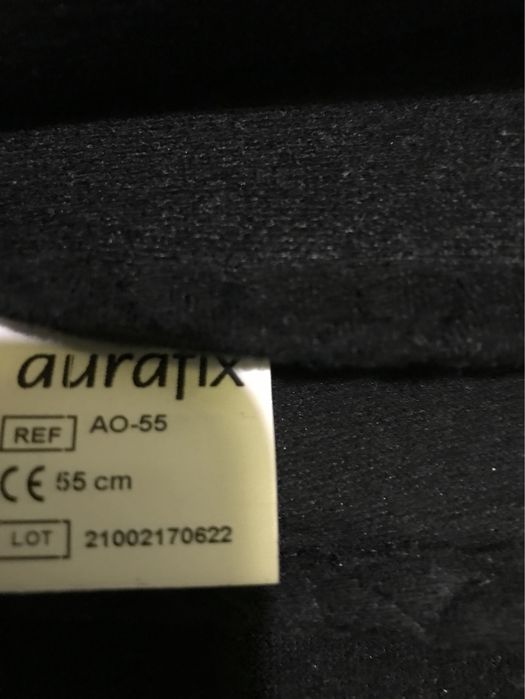 aurafix
REF AO-55
CE 55 cm
LOT 21002170622